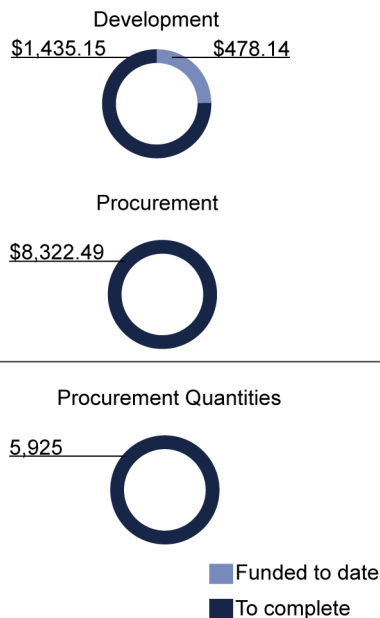 Development
$1,435.15 $478.14
Procurement
$8,322.49
Procurement Quantities
5,925
Funded to date
To complete